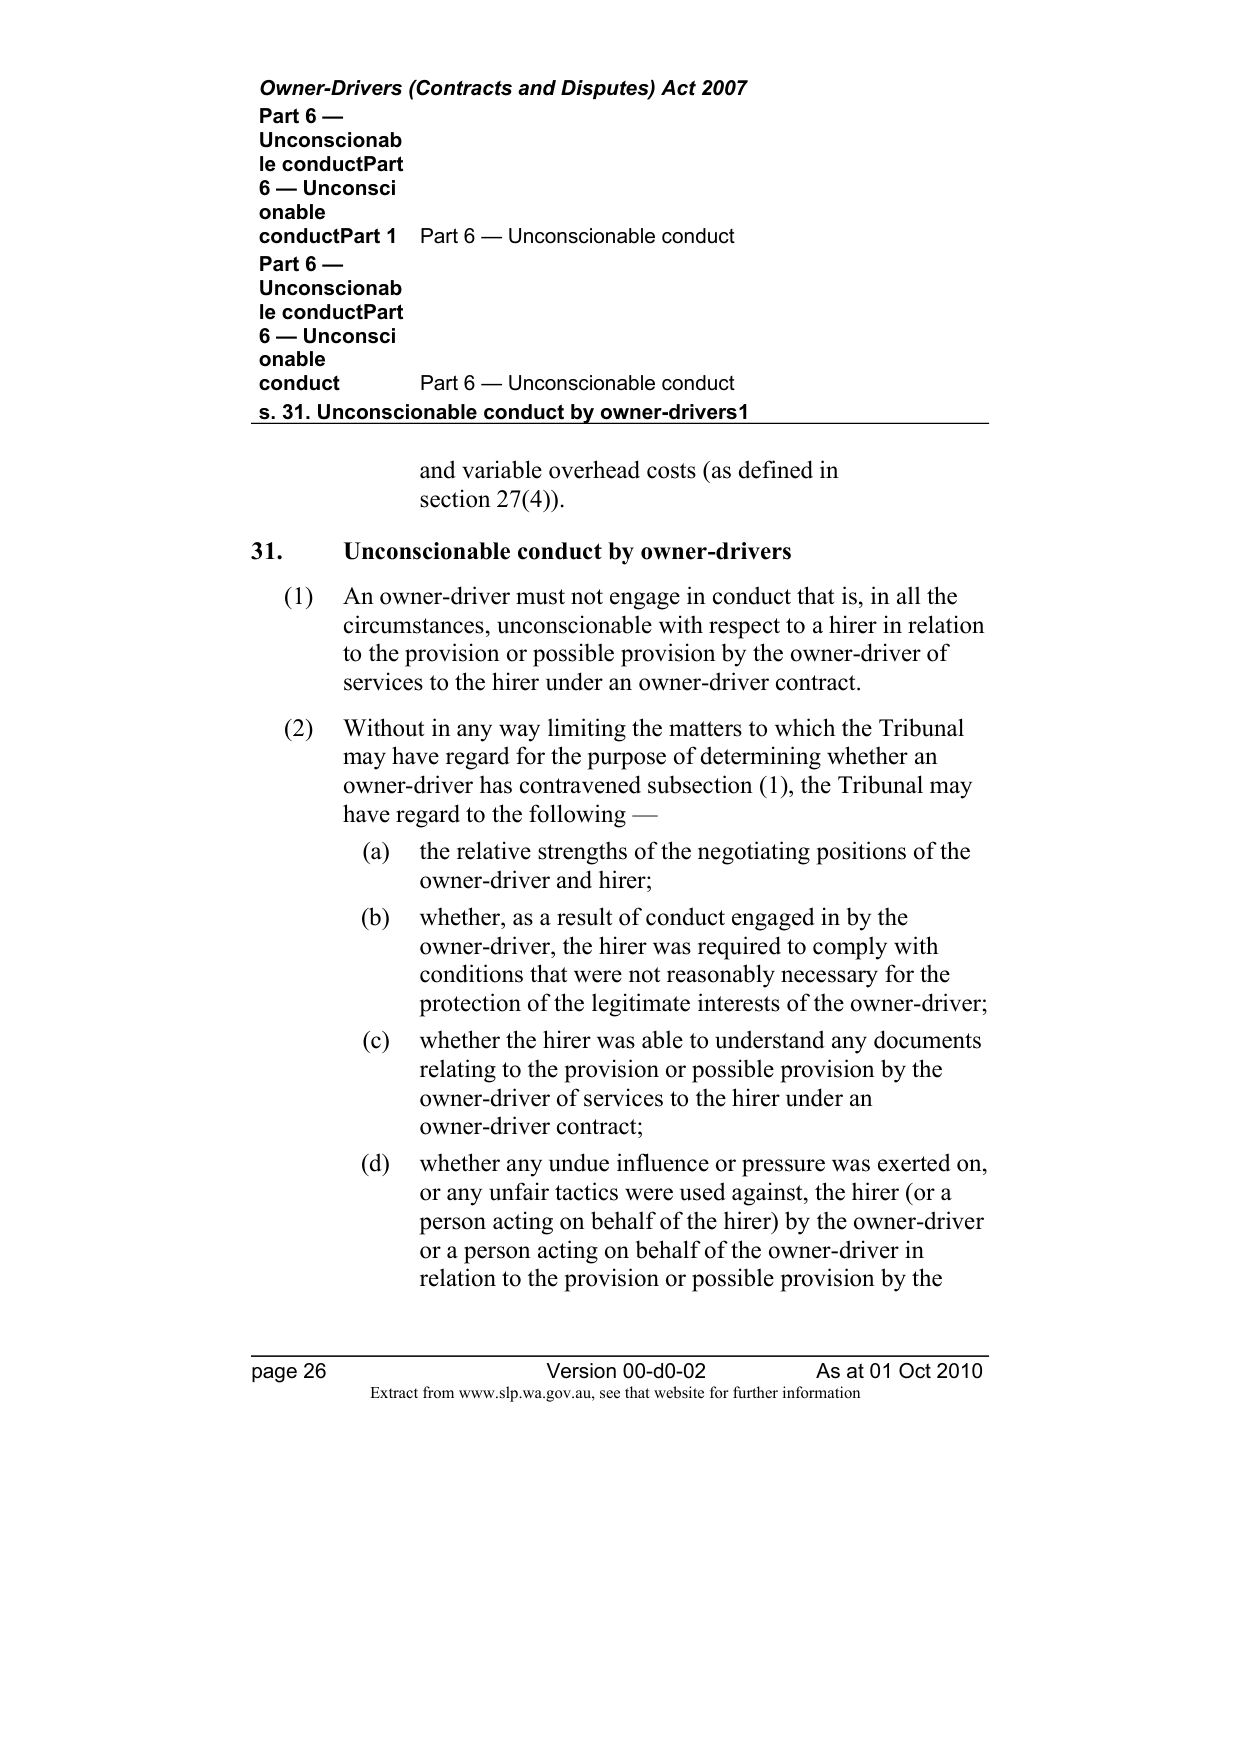 Owner-Drivers (Contracts and Disputes) Act 2007
Part 6 —
Unconscionab
le conductPart
6 — Unconsci
onable
conductPart 1 Part 6 — Unconscionable conduct
Part 6 —
Unconscionab
le conductPart
6 — Unconsci
onable
conduct Part 6 — Unconscionable conduct
s. 31. Unconscionable conduct by owner-drivers1
and variable overhead costs (as defined in
section 27(4)).
31. Unconscionable conduct by owner-drivers
(1) An owner-driver must not engage in conduct that is, in all the
circumstances, unconscionable with respect to a hirer in relation
to the provision or possible provision by the owner-driver of
services to the hirer under an owner-driver contract.
(2) Without in any way limiting the matters to which the Tribunal
may have regard for the purpose of determining whether an
owner-driver has contravened subsection (1), the Tribunal may
have regard to the following —
(a) the relative strengths of the negotiating positions of the
owner-driver and hirer;
(b) whether, as a result of conduct engaged in by the
owner-driver, the hirer was required to comply with
conditions that were not reasonably necessary for the
protection of the legitimate interests of the owner-driver;
(c) whether the hirer was able to understand any documents
relating to the provision or possible provision by the
owner-driver of services to the hirer under an
owner-driver contract;
(d) whether any undue influence or pressure was exerted on,
or any unfair tactics were used against, the hirer (or a
person acting on behalf of the hirer) by the owner-driver
or a person acting on behalf of the owner-driver in
relation to the provision or possible provision by the
page 26 Version 00-d0-02 As at 01 Oct 2010
Extract from www.slp.wa.gov.au, see that website for further information